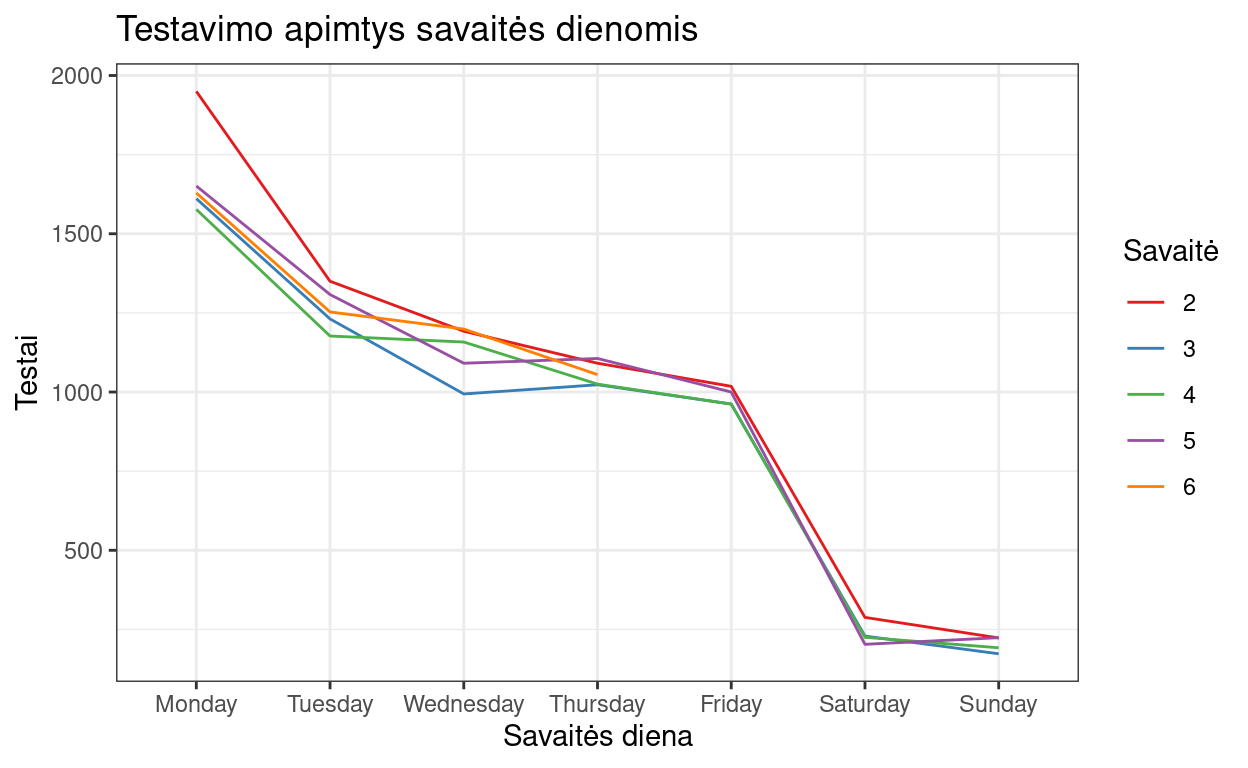 Testavimo apimtys savaitės dienomis
Testai
2000
1500
1000
500
Monday Tuesday Wednesday Thursday Friday Saturday Sunday
Savaitės diena
Savaitė
2
3
4
5
6